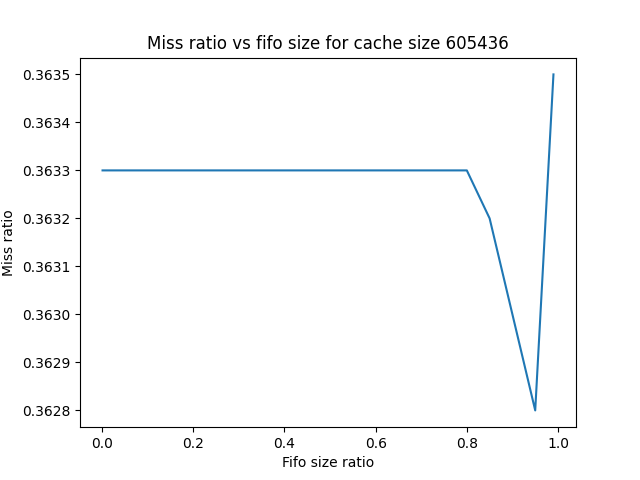 Miss ratio vs fifo size for cache size 605436
0.3635
0.3634
0.3633
0.3632
0.3631
0.3630
0.3629
0.3628
Miss ratio
0.0 0.2 0.4 0.6 0.8 1.0
Fifo size ratio